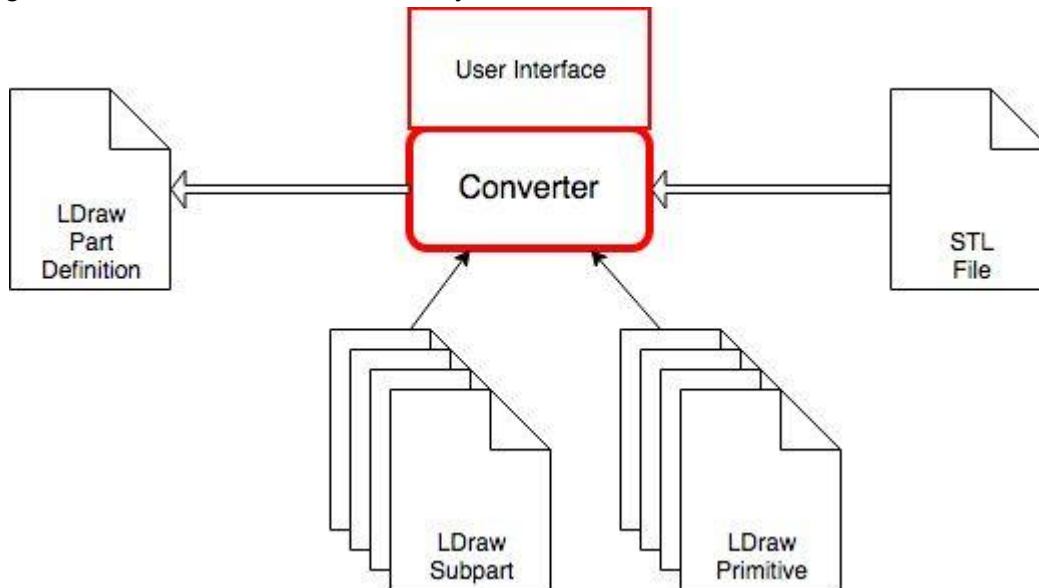 User Interface
Converter
LDraw
Part
Definition
STL
File
LDraw
Subpart
LDraw
Primitive